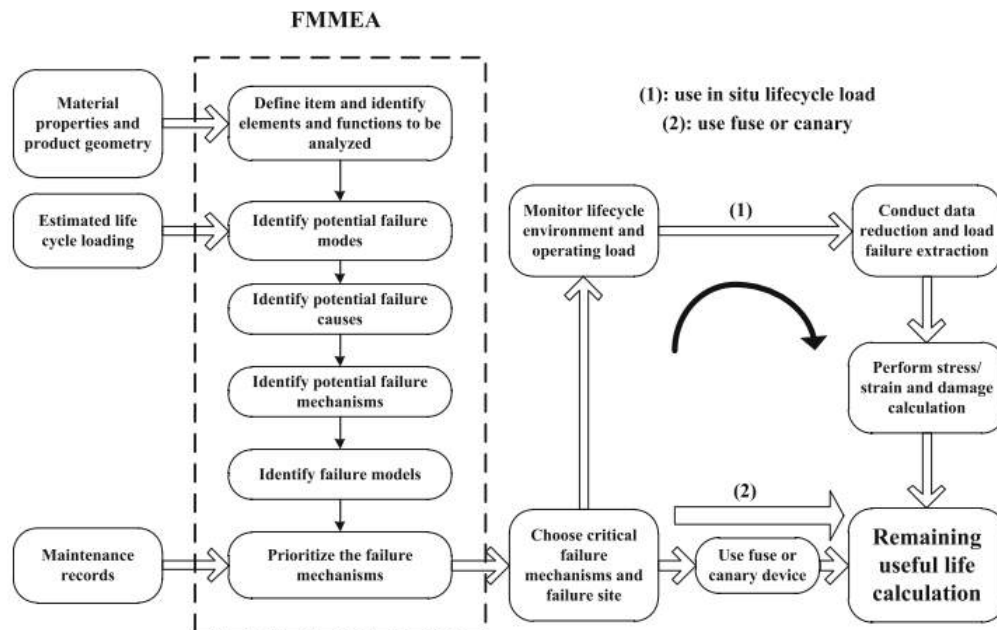 FMMEA
Material
properties and
product geometry
Define item and identify
elements and functions to be
analyzed
(1): use in situ lifecycle load
(2): use fuse or canary
Estimated life
cycle loading
Identify potential failure
modes
Monitor lifecycle
environment and
operating load
(1)
Conduct data
reduction and load
failure extraction
Identify potential failure
causes
Identify potential failure
mechanisms
Perform stress/
strain and damage
calculation
Identify failure models
(2)
Maintenance
records
Prioritize the failure
mechanisms
Choose critical
failure
mechanisms and
failure site
Use fuse or
canary device
Remaining
useful life
calculation